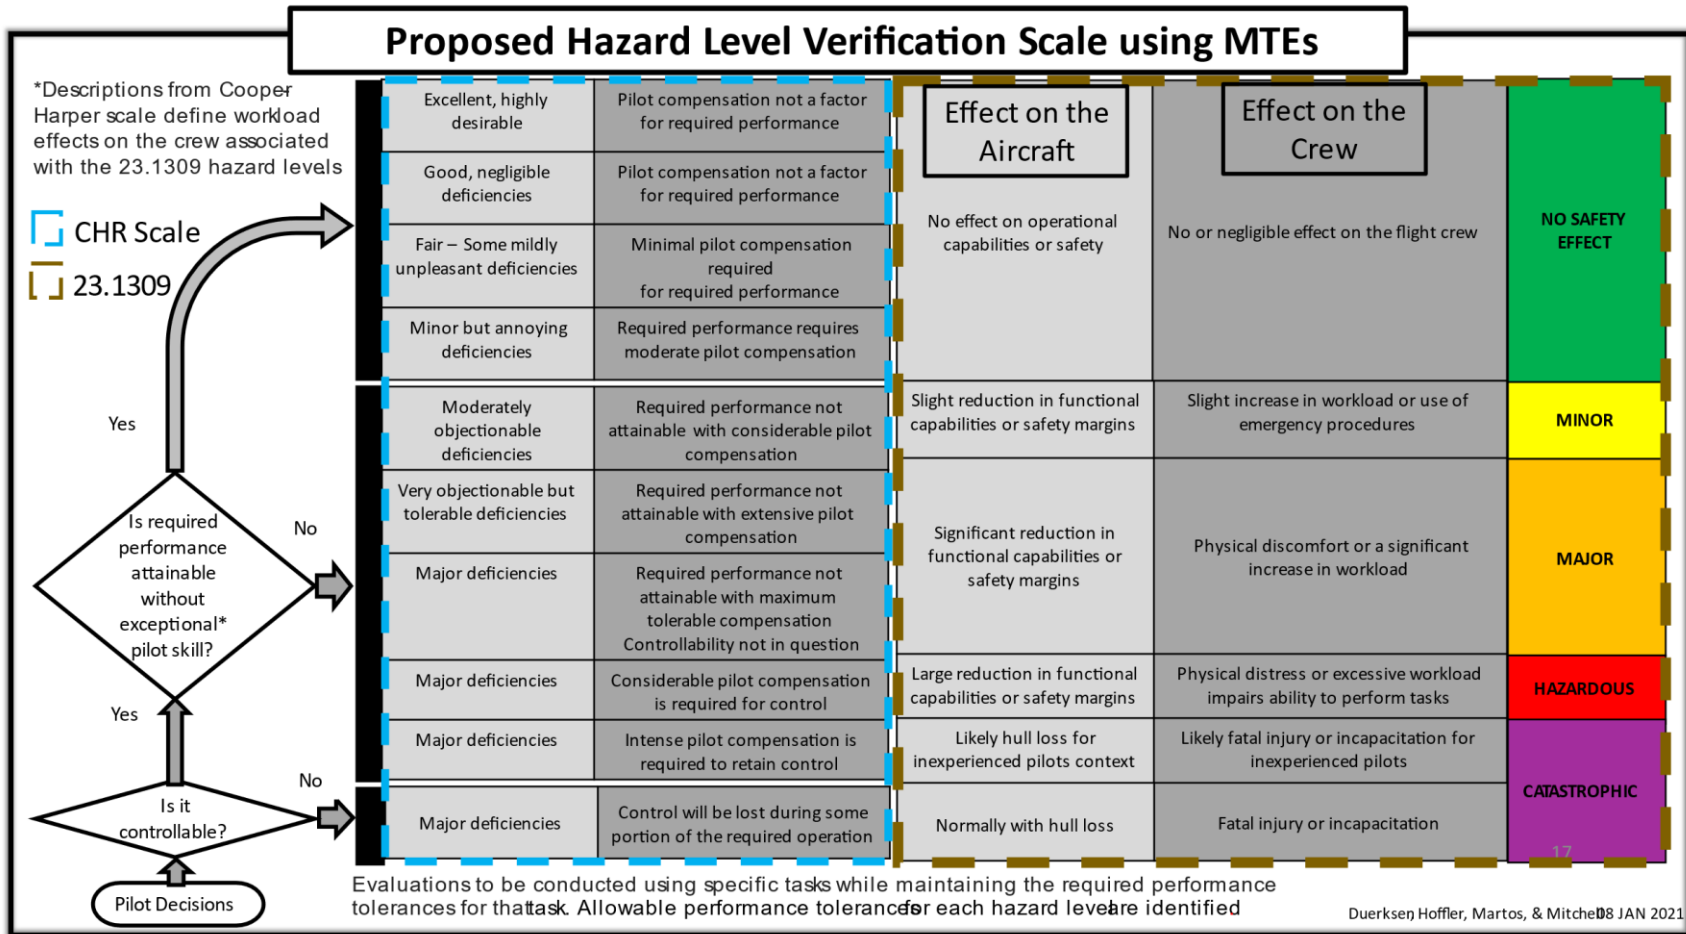 Proposed Hazard Level Verification Scale using MTEs
*Descriptions from Cooper-
Harper scale define workload
effects on the crew associated
with the 23.1309 hazard levels
CHR Scale
23.1309
Yes
Is required
performance
attainable
without
exceptional*
pilot skill?
No
Yes
Is it
controllable?
No
Pilot Decisions
Excellent, highly
desirable
Pilot compensation not a factor
for required performance
Good, negligible
deficiencies
Pilot compensation not a factor
for required performance
Fair – Some mildly
unpleasant deficiencies
Minimal pilot compensation
required
for required performance
Minor but annoying
deficiencies
Required performance requires
moderate pilot compensation
Moderately
objectionable
deficiencies
Required performance not
attainable with considerable pilot
compensation
Very objectionable but
tolerable deficiencies
Required performance not
attainable with extensive pilot
compensation
Major deficiencies
Required performance not
attainable with maximum
tolerable compensation
Controllability not in question
Major deficiencies
Considerable pilot compensation
is required for control
Major deficiencies
Intense pilot compensation is
required to retain control
Major deficiencies
Control will be lost during some
portion of the required operation
Effect on the
Aircraft
Effect on the
Crew
No effect on operational
capabilities or safety
No or negligible effect on the flight crew
NO SAFETY
EFFECT
Slight reduction in functional
capabilities or safety margins
Slight increase in workload or use of
emergency procedures
MINOR
Significant reduction in
functional capabilities or
safety margins
Physical discomfort or a significant
increase in workload
MAJOR
Large reduction in functional
capabilities or safety margins
Physical distress or excessive workload
impairs ability to perform tasks
HAZARDOUS
Likely hull loss for
inexperienced pilots context
Likely fatal injury or incapacitation for
inexperienced pilots
CATASTROPHIC
Normally with hull loss
Fatal injury or incapacitation
17
Evaluations to be conducted using specific tasks while maintaining the required performance
tolerances for that task. Allowable performance tolerances for each hazard level are identified.
Duerksen, Hoffler, Martos, & Mitchell 08 JAN 2021